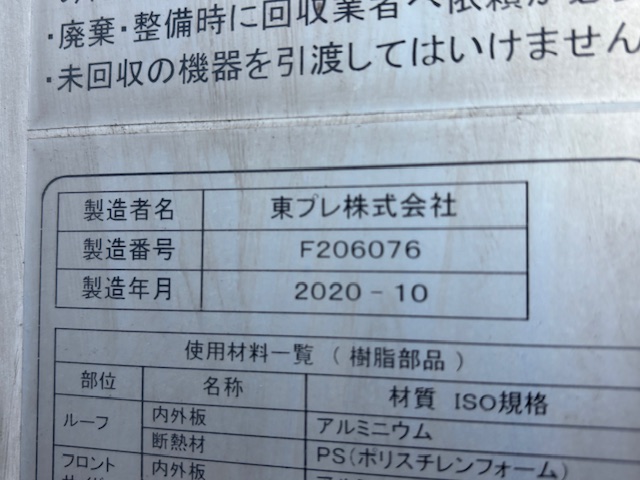 ・廃棄・整備時に回収業者へ依頼が
・未回収の機器を引渡してはいけません
製造者名 東プレ株式会社
製造番号 F206076
製造年月 2020-10
使用材料一覧 (樹脂部品)
部位 名称 材質 ISO規格
ルーフ 内外板 アルミニウム
断熱材 PS(ポリスチレンフォーム)
フロント 内外板